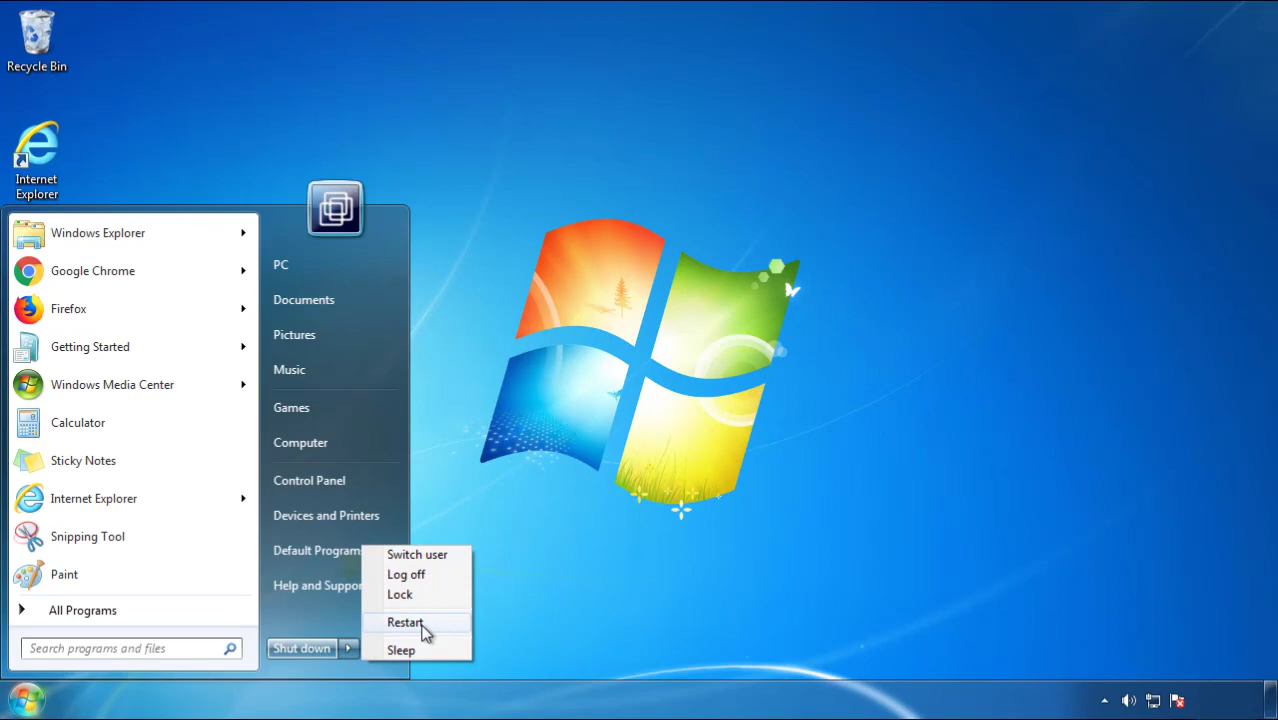 Recycle Bin
Internet
Explorer
Windows Explorer
Google Chrome
Firefox
Getting Started
Windows Media Center
Calculator
Sticky Notes
Internet Explorer
Snipping Tool
Paint
All Programs
Search programs and files
PC
Documents
Pictures
Music
Games
Computer
Control Panel
Devices and Printers
Default Program
Help and Suppor
Shut down
Switch user
Log off
Lock
Restart
Sleep